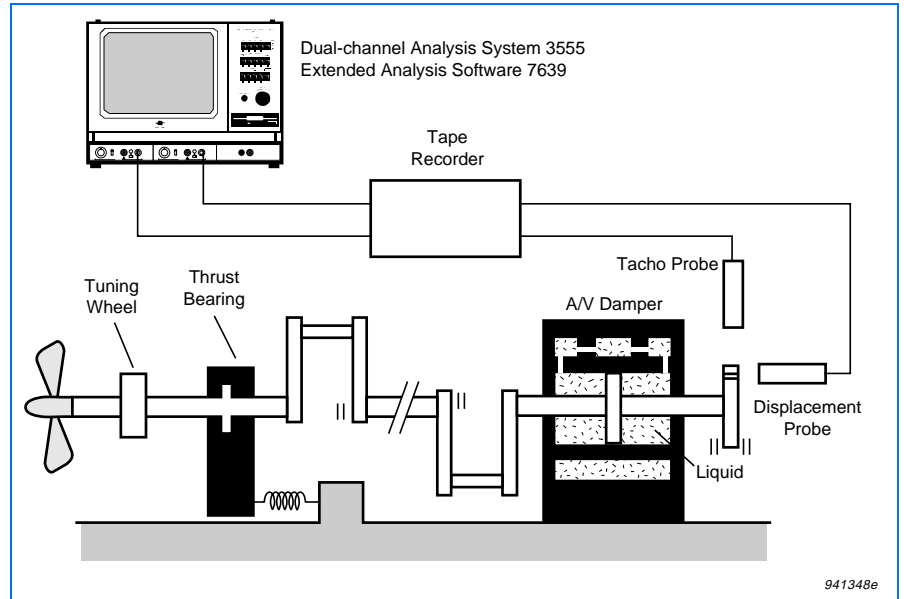 Dual-channel Analysis System 3555
Extended Analysis Software 7639
Tape
Recorder
Tacho Probe
Thrust
Bearing
Tuning
Wheel
A/V Damper
Displacement
Probe
Liquid
941348e